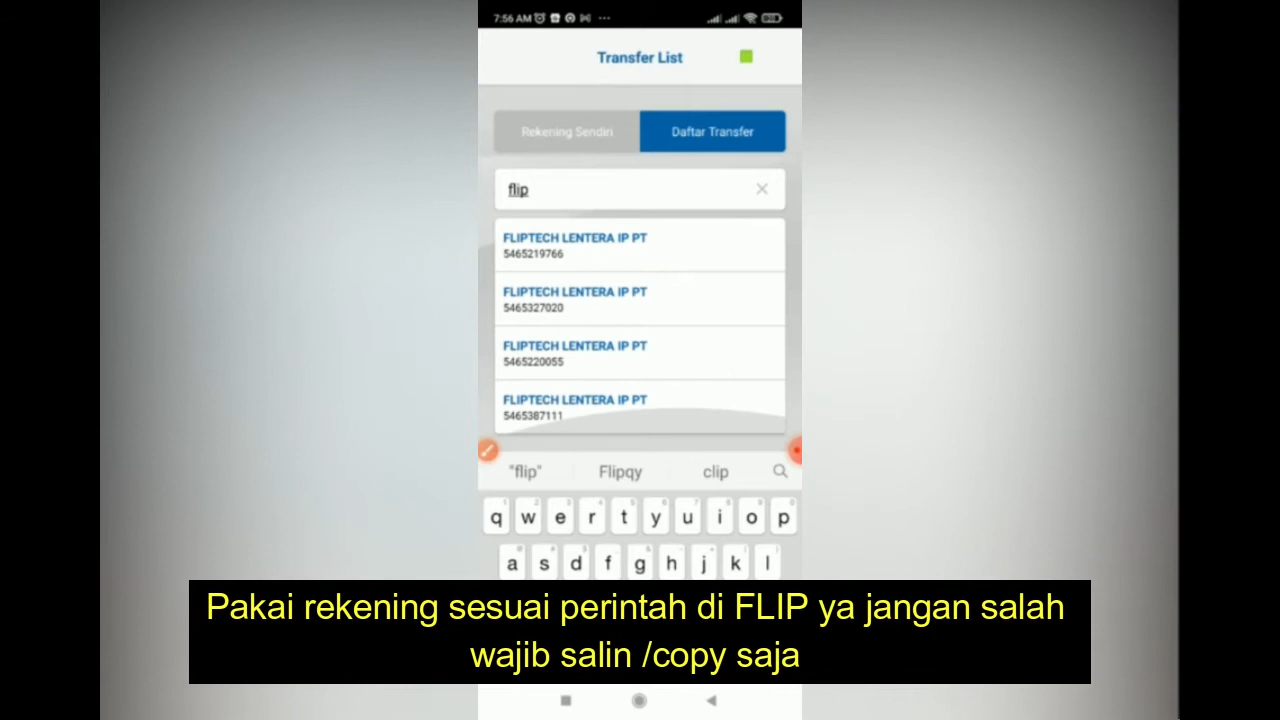 7:56 AM
Transfer List
Rekening Sendiri
Daftar Transfer
flip
FLIPTECH LENTERA IP PT
5465219766
FLIPTECH LENTERA IP PT
5465327020
FLIPTECH LENTERA IP PT
5465220055
FLIPTECH LENTERA IP PT
5465387111
"flip" Flipqy clip
q w e r t y u i o p
a s d f g h j k l
Pakai rekening sesuai perintah di FLIP ya jangan salah
wajib salin /copy saja